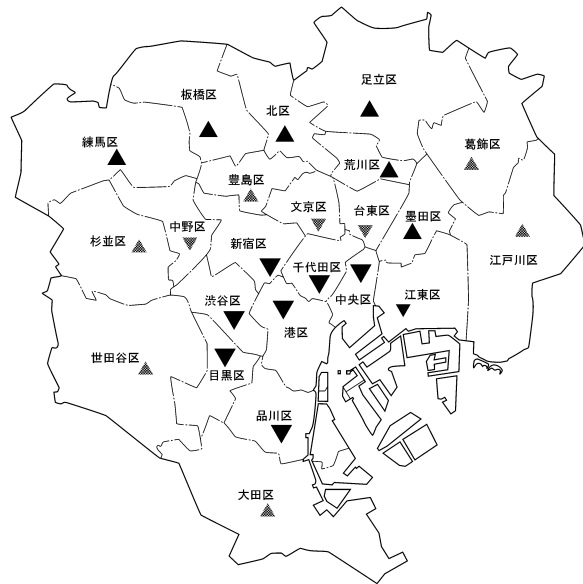 足立区
板橋区
北区
練馬区
葛飾区
荒川区
豊島区
文京区
台東区
墨田区
中野区
杉並区
新宿区
江戸川区
千代田区
渋谷区
中央区
江東区
港区
世田谷区
目黒区
品川区
大田区